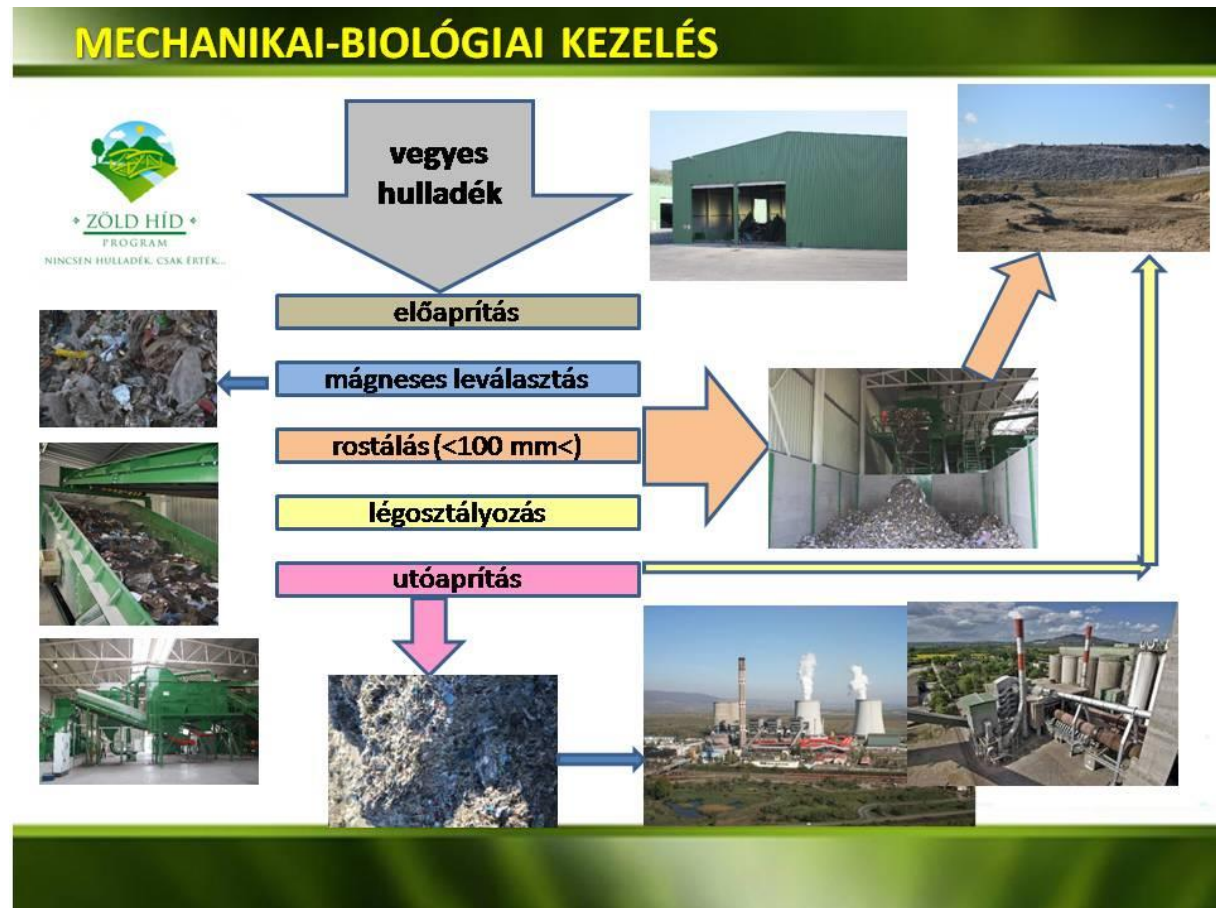 MECHANIKAI-BIOLÓGIAI KEZELÉS
vegyes
hulladék
ZÖLD HÍD
PROGRAM
NINCSEN HULLADÉK, CSAK ÉRTÉK...
előaprítás
mágneses leválasztás
rostálás (<100 mm<)
légosztályozás
utóaprítás